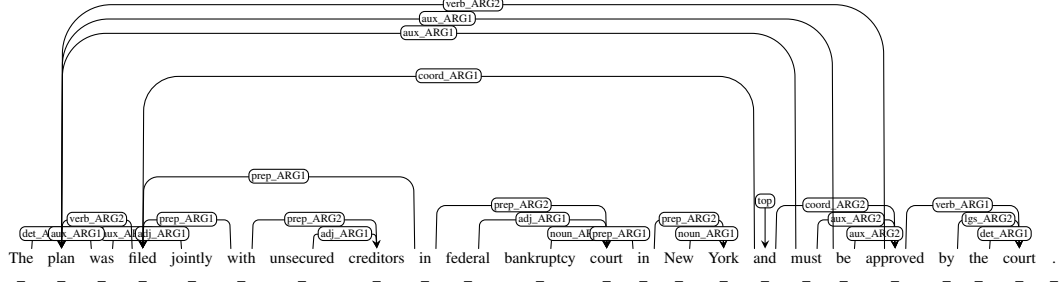 verb_ARG2
aux_ARG1
aux_ARG1
coord_ARG1
prep_ARG1
top
prep_ARG2 coord_ARG2 verb_ARG1
verb_ARG2 prep_ARG1 prep_ARG2 adj_ARG1 prep_ARG2 aux_ARG2 lgs_ARG2
det_A aux_ARG1 adj_ARG1 adj_ARG1 noun_AR prep_ARG1 noun_ARG1 aux_ARG2 det_ARG1
The plan was filed jointly with unsecured creditors in federal bankruptcy court in New York and must be approved by the court .